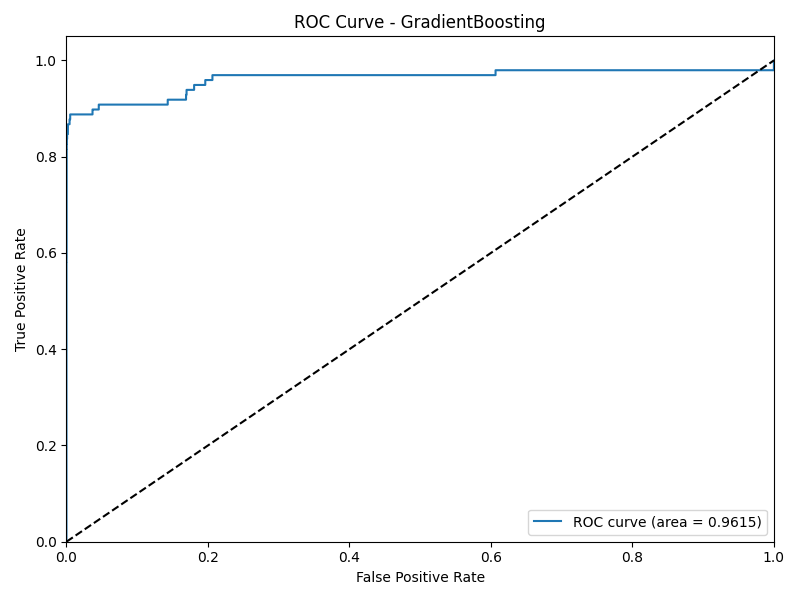 ROC Curve - GradientBoosting
True Positive Rate
1.0
0.8
0.6
0.4
0.2
0.0
ROC curve (area = 0.9615)
0.0 0.2 0.4 0.6 0.8 1.0
False Positive Rate